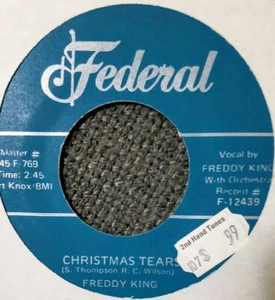 Federal
Master #
45 F-769
Time: 2:45
rt Knox-BMI
Vocal by
FREDDY KING
With Orchestra
Record #
F-12439
CHRISTMAS TEARS
(S. Thompson R. C. Wilson)
FREDDY KING
2nd Hand Tunes
99